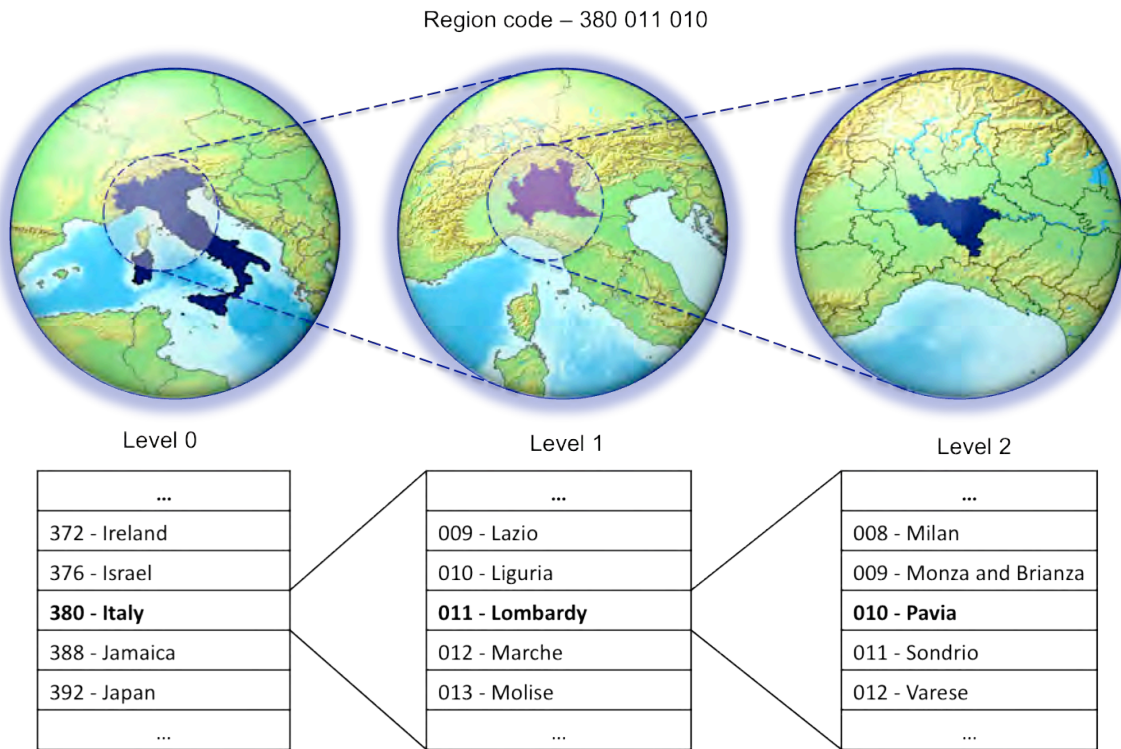 Region code – 380 011 010
Level 0
Level 1
Level 2
...
372 - Ireland
376 - Israel
380 - Italy
388 - Jamaica
392 - Japan
...
...
009 - Lazio
010 - Liguria
011 - Lombardy
012 - Marche
013 - Molise
...
...
008 - Milan
009 - Monza and Brianza
010 - Pavia
011 - Sondrio
012 - Varese
...